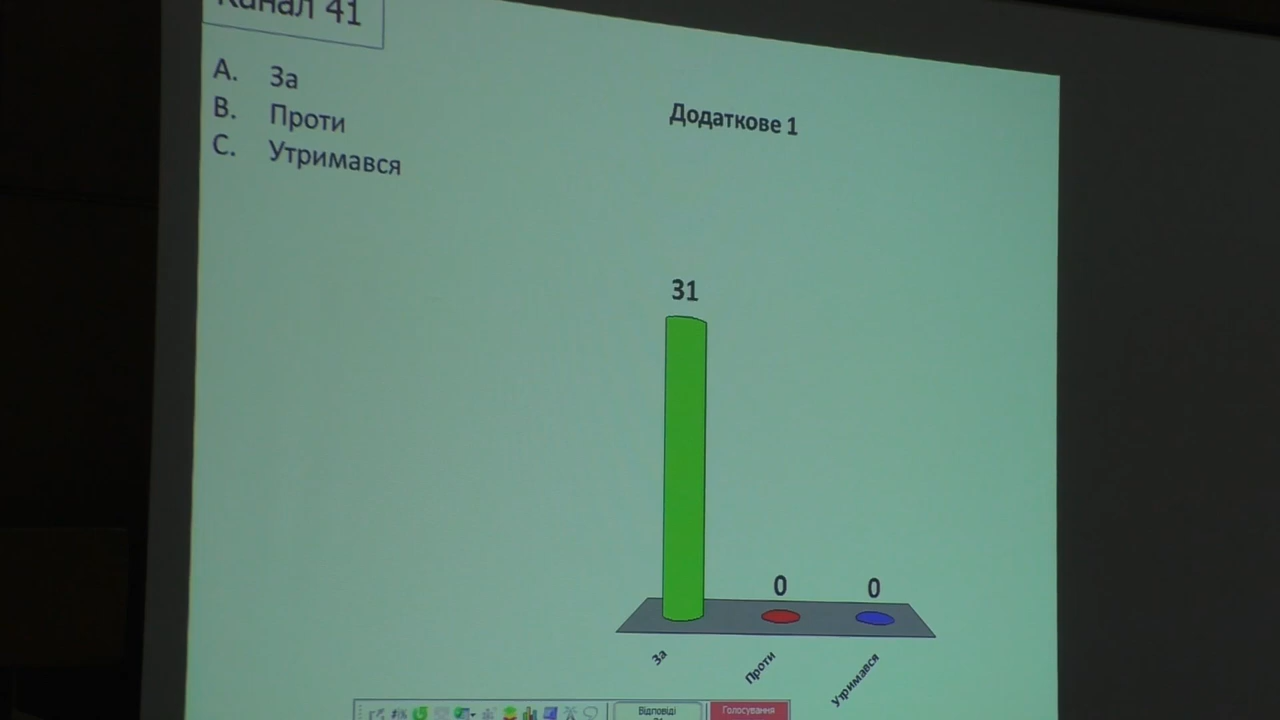 Канал 41
A. За
B. Проти
C. Утримався
Додаткове 1
31
0
0
За
Проти
Утримався
Відповіді
Голосування